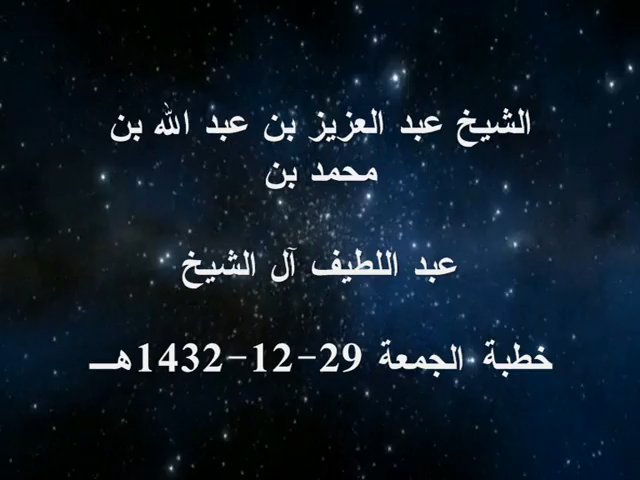 الشيخ عبد العزيز بن عبد الله بن
محمد بن
عبد اللطيف آل الشيخ
خطبة الجمعة 29-12-1432هـ